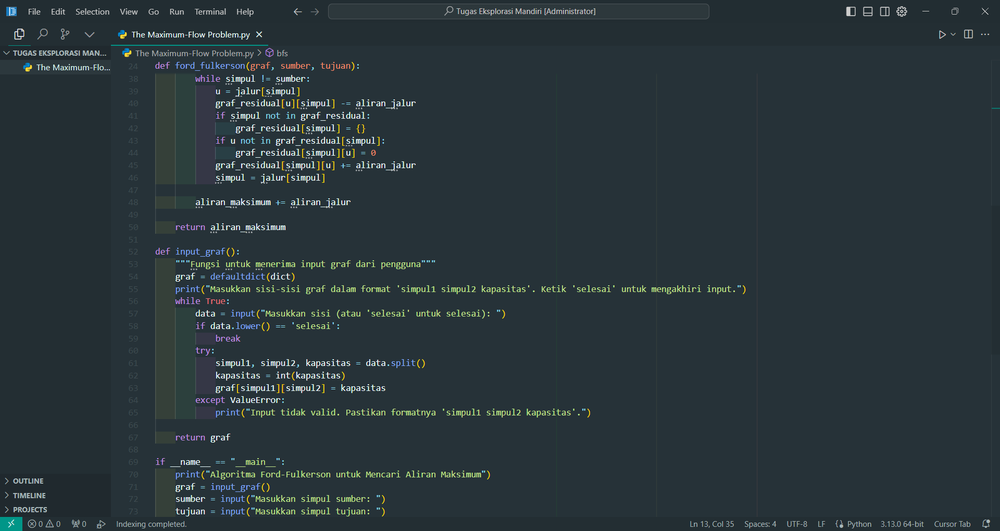 File Edit Selection View Go Run Terminal Help
Tugas Eksplorasi Mandiri [Administrator]
The Maximum-Flow Problem.py
TUGAS EKSPLORASI MAN...
The Maximum-Flo...
The Maximum-Flow Problem.py > bfs
24 def ford_fulkerson(graf, sumber, tujuan):
38 while simpul != sumber:
39 u = jalur[simpul]
40 graf_residual[u][simpul] -= aliran_jalur
41 if simpul not in graf_residual:
42 graf_residual[simpul] = {}
43 if u not in graf_residual[simpul]:
44 graf_residual[simpul][u] = 0
45 graf_residual[simpul][u] += aliran_jalur
46 simpul = jalur[simpul]
47
48 aliran_maksimum += aliran_jalur
49
50 return aliran_maksimum
51
52 def input_graf():
53 """Fungsi untuk menerima input graf dari pengguna"""
54 graf = defaultdict(dict)
55 print("Masukkan sisi-sisi graf dalam format 'simpul1 simpul2 kapasitas'. Ketik 'selesai' untuk mengakhiri input.")
56 while True:
57 data = input("Masukkan sisi (atau 'selesai' untuk selesai): ")
58 if data.lower() == 'selesai':
59 break
60 try:
61 simpul1, simpul2, kapasitas = data.split()
62 kapasitas = int(kapasitas)
63 graf[simpul1][simpul2] = kapasitas
64 except ValueError:
65 print("Input tidak valid. Pastikan formatnya 'simpul1 simpul2 kapasitas'.")
66
67 return graf
68
69 if __name__ == "__main__":
70 print("Algoritma Ford-Fulkerson untuk Mencari Aliran Maksimum")
71 graf = input_graf()
72 sumber = input("Masukkan simpul sumber: ")
73 tujuan = input("Masukkan simpul tujuan: ")
OUTLINE
TIMELINE
PROJECTS
0 0 0 Indexing completed. Ln 13, Col 35 Spaces: 4 UTF-8 LF Python 3.13.0 64-bit Cursor Tab